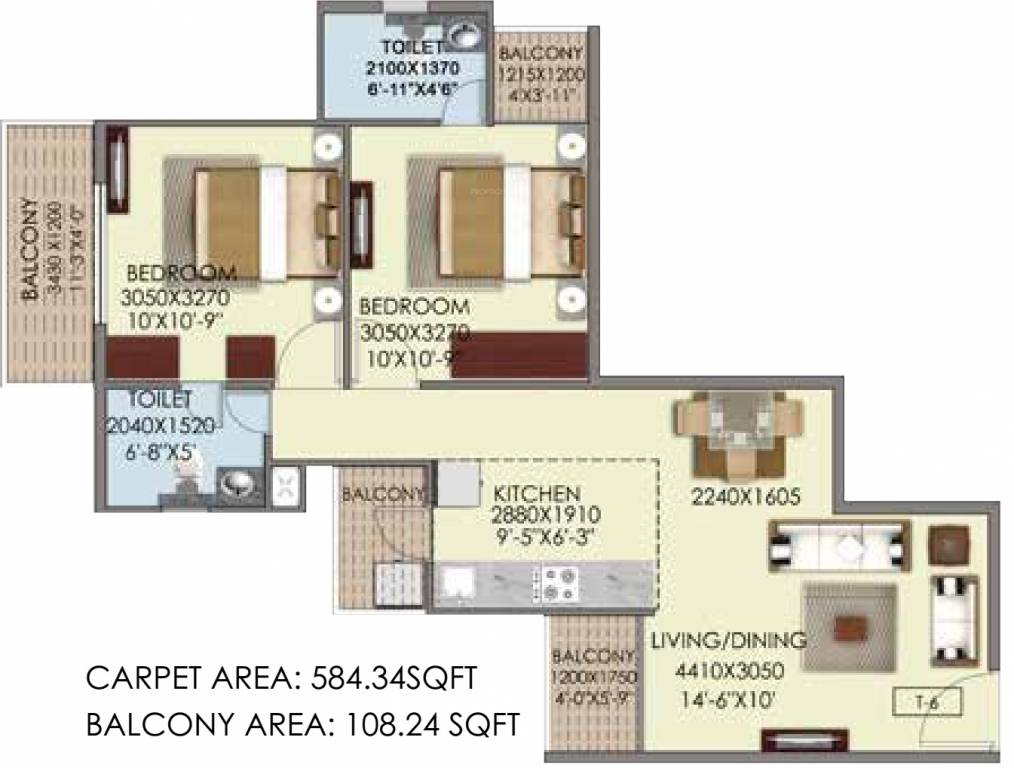 TOILET
2100X1370
6'-11"X4'6"
BALCONY
1215X1200
4'X3'-11"
BALCONY
3430 X1200
11'-3"X4'-0"
BEDROOM
3050X3270
10'X10'-9"
BEDROOM
3050X3270
10'X10'-9"
TOILET
2040X1520
6'-8"X5'
BALCONY
KITCHEN
2880X1910
9'-5"X6'-3"
2240X1605
LIVING/DINING
4410X3050
14'-6"X10'
BALCONY
1200X1750
4'-0"X5'-9"
T-6
CARPET AREA: 584.34SQFT
BALCONY AREA: 108.24 SQFT